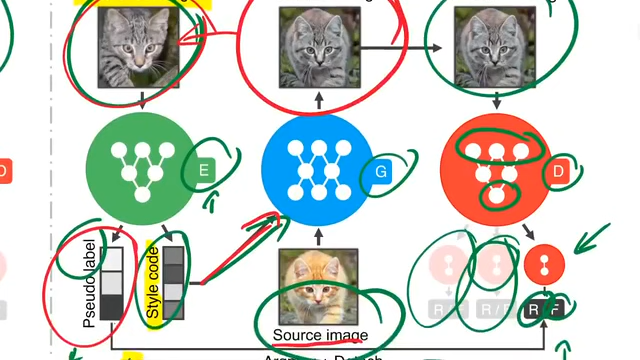 E
G
D
Pseudo label
Style code
R / F
R / F
R / F
Source image